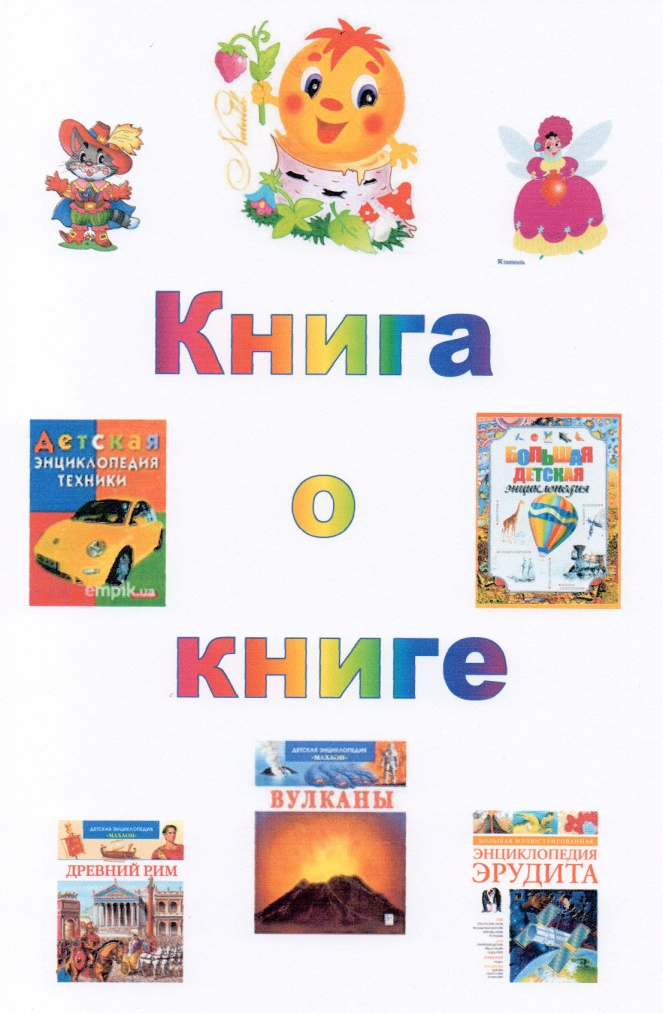 Книга
о
книге
Детская
ЭНЦИКЛОПЕДИЯ
ТЕХНИКИ
empik.ua
БОЛЬШАЯ
ДЕТСКАЯ
энциклопедия
ДЕТСКАЯ ЭНЦИКЛОПЕДИЯ
«МАХАОН»
ВУЛКАНЫ
ДЕТСКАЯ ЭНЦИКЛОПЕДИЯ
«МАХАОН»
ДРЕВНИЙ РИМ
БОЛЬШАЯ ИЛЛЮСТРИРОВАННАЯ
ЭНЦИКЛОПЕДИЯ
ЭРУДИТА